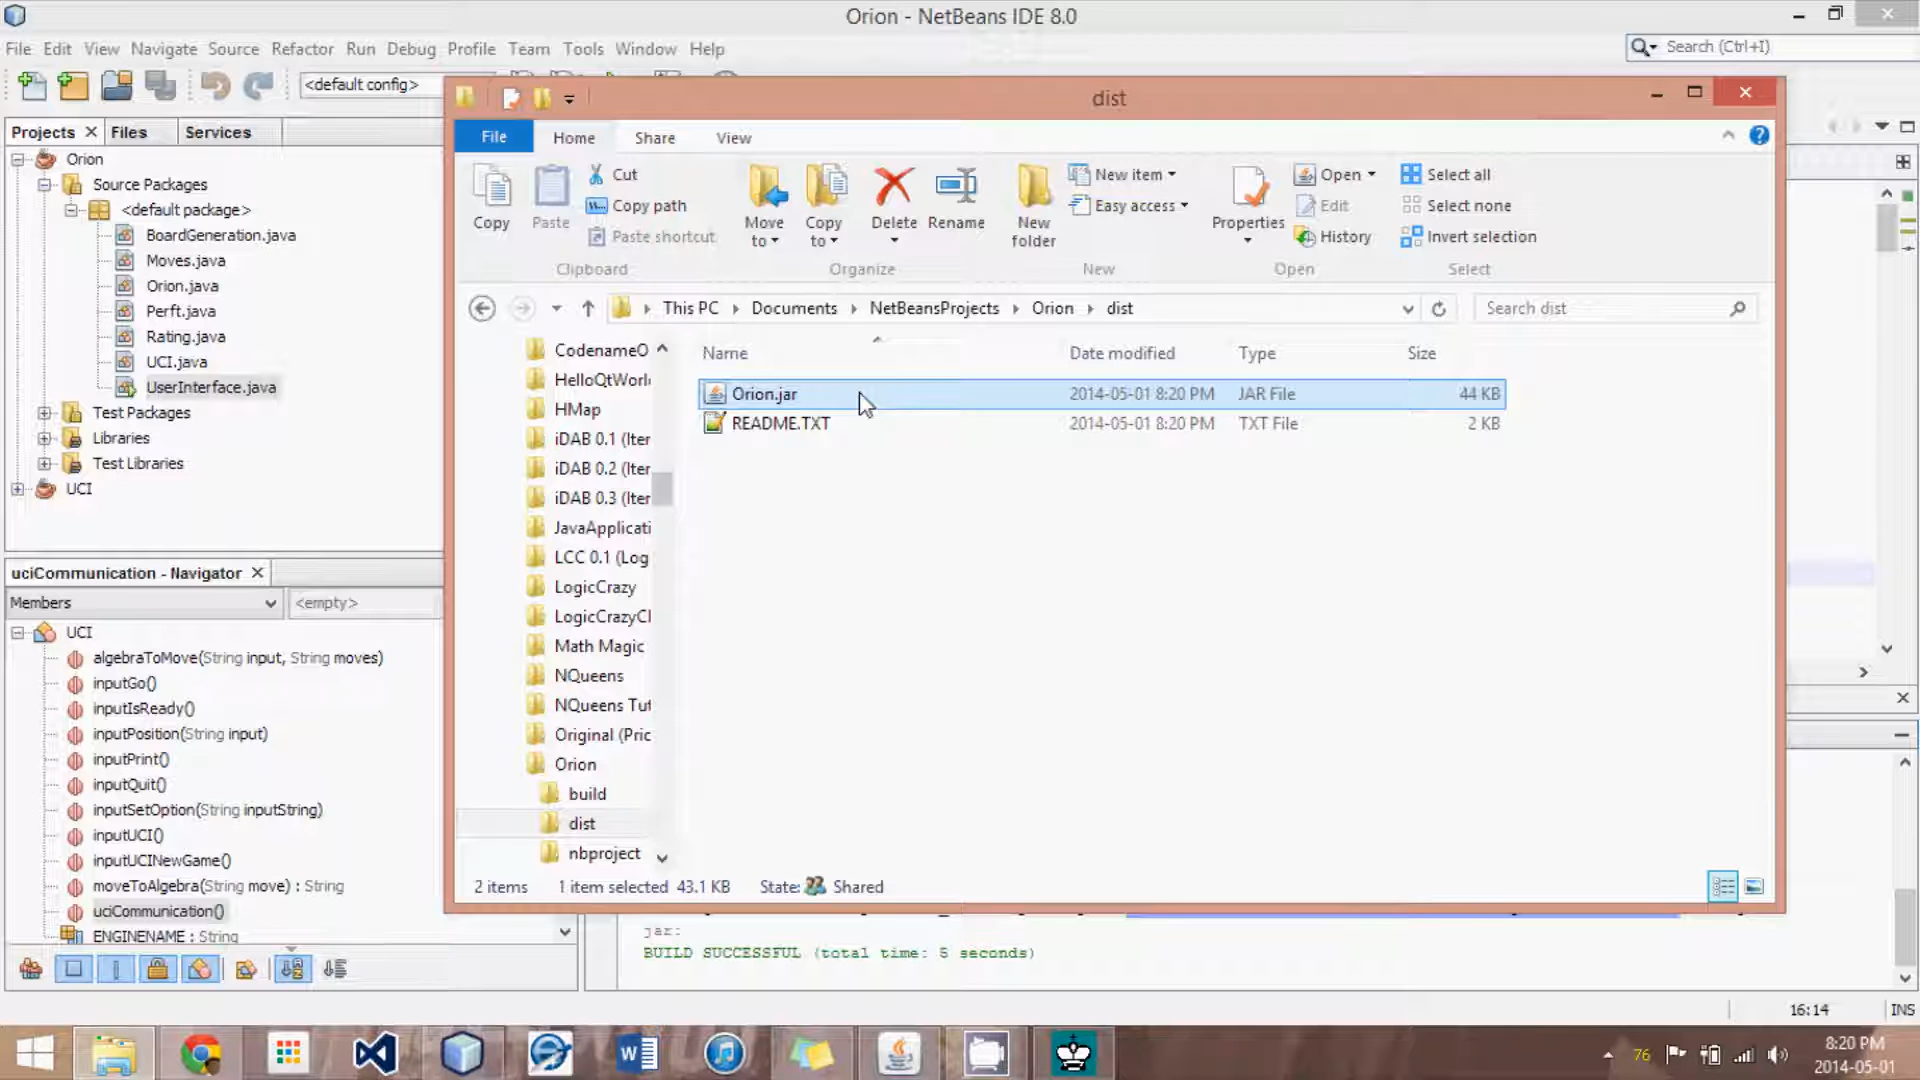 Orion - NetBeans IDE 8.0
File Edit View Navigate Source Refactor Run Debug Profile Team Tools Window Help
Search (Ctrl+I)
<default config>
Projects Files Services
Orion
Source Packages
<default package>
BoardGeneration.java
Moves.java
Orion.java
Perft.java
Rating.java
UCI.java
UserInterface.java
Test Packages
Libraries
Test Libraries
UCI
uciCommunication - Navigator
Members <empty>
UCI
algebraToMove(String input, String moves)
inputGo()
inputIsReady()
inputPosition(String input)
inputPrint()
inputQuit()
inputSetOption(String inputString)
inputUCI()
inputUCINewGame()
moveToAlgebra(String move) : String
uciCommunication()
ENGINENAME : String
dist
File Home Share View
Copy
Paste
Cut
Copy path
Paste shortcut
Clipboard
Move to
Copy to
Delete
Rename
Organize
New folder
New item
Easy access
New
Properties
Open
Edit
History
Open
Select all
Select none
Invert selection
Select
This PC Documents NetBeansProjects Orion dist
Search dist
Name Date modified Type Size
Orion.jar 2014-05-01 8:20 PM JAR File 44 KB
README.TXT 2014-05-01 8:20 PM TXT File 2 KB
CodenameO
HelloQtWorl
HMap
iDAB 0.1 (Iter
iDAB 0.2 (Iter
iDAB 0.3 (Iter
JavaApplicati
LCC 0.1 (Log
LogicCrazy
LogicCrazyCl
Math Magic
NQueens
NQueens Tut
Original (Pric
Orion
build
dist
nbproject
2 items 1 item selected 43.1 KB State: Shared
jar:
BUILD SUCCESSFUL (total time: 5 seconds)
16:14 INS
76
8:20 PM
2014-05-01